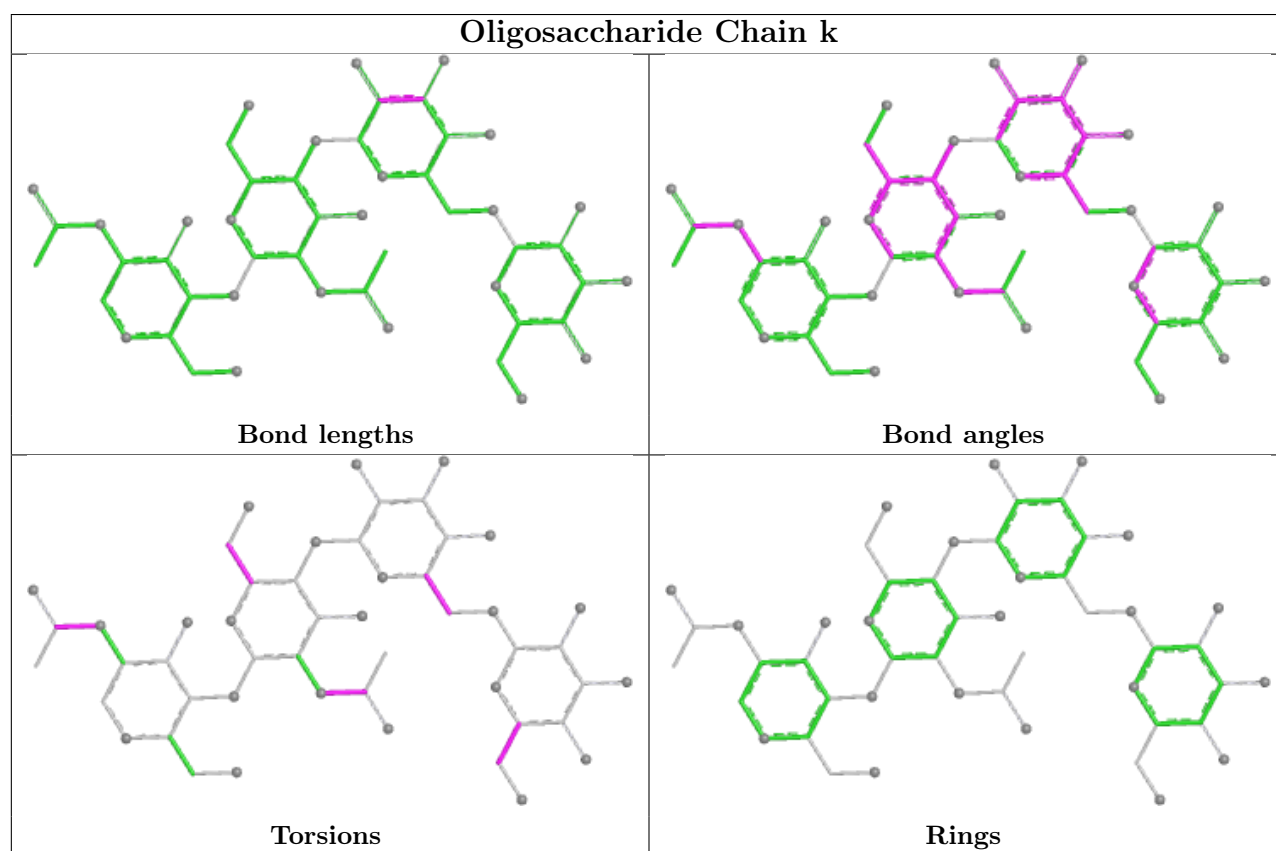 Oligosaccharide Chain k
Bond lengths
Bond angles
Torsions
Rings